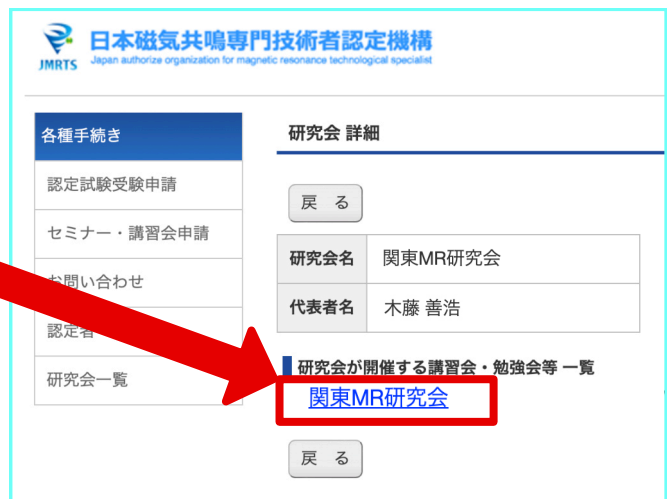 日本磁気共鳴専門技術者認定機構
JMRTS
Japan authorize organization for magnetic resonance technological specialist
各種手続き
認定試験受験申請
セミナー・講習会申請
お問い合わせ
認定者
研究会一覧
研究会 詳細
戻 る
研究会名 関東MR研究会
代表者名 木藤 善浩
研究会が開催する講習会・勉強会等 一覧
関東MR研究会
戻 る